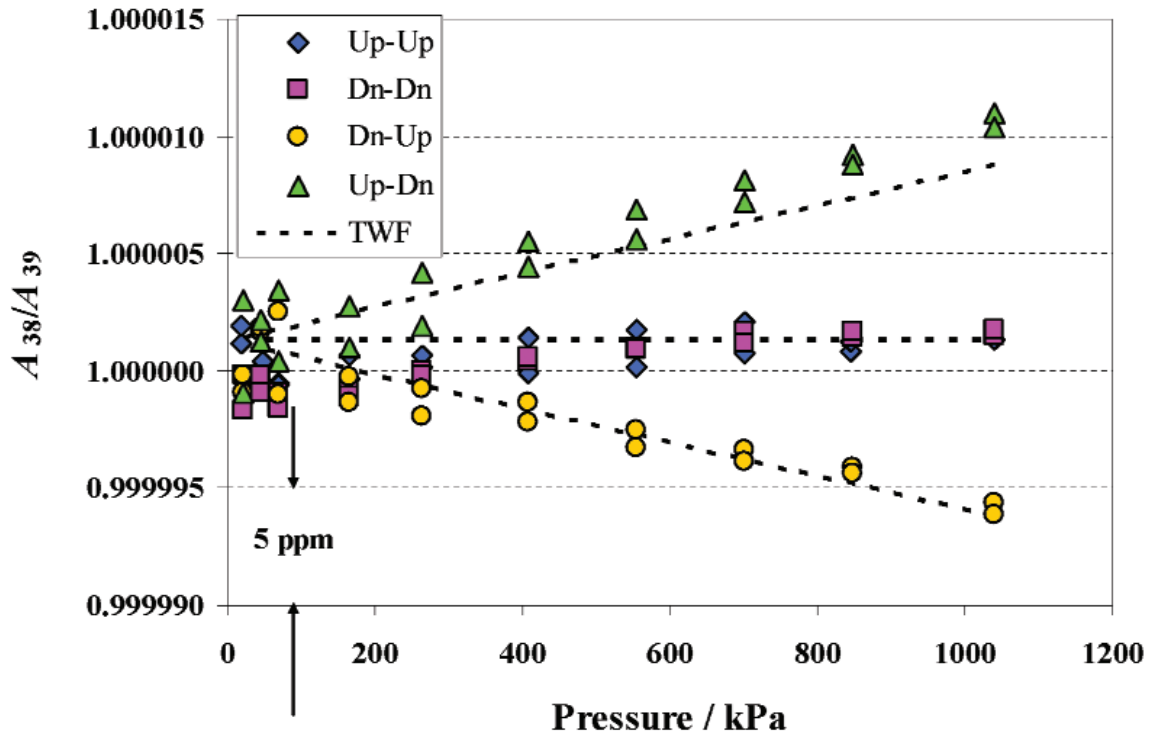 1.000015
1.000010
1.000005
1.000000
0.999995
0.999990
A 38/A 39
Up-Up
Dn-Dn
Dn-Up
Up-Dn
TWF
5 ppm
0 200 400 600 800 1000 1200
Pressure / kPa